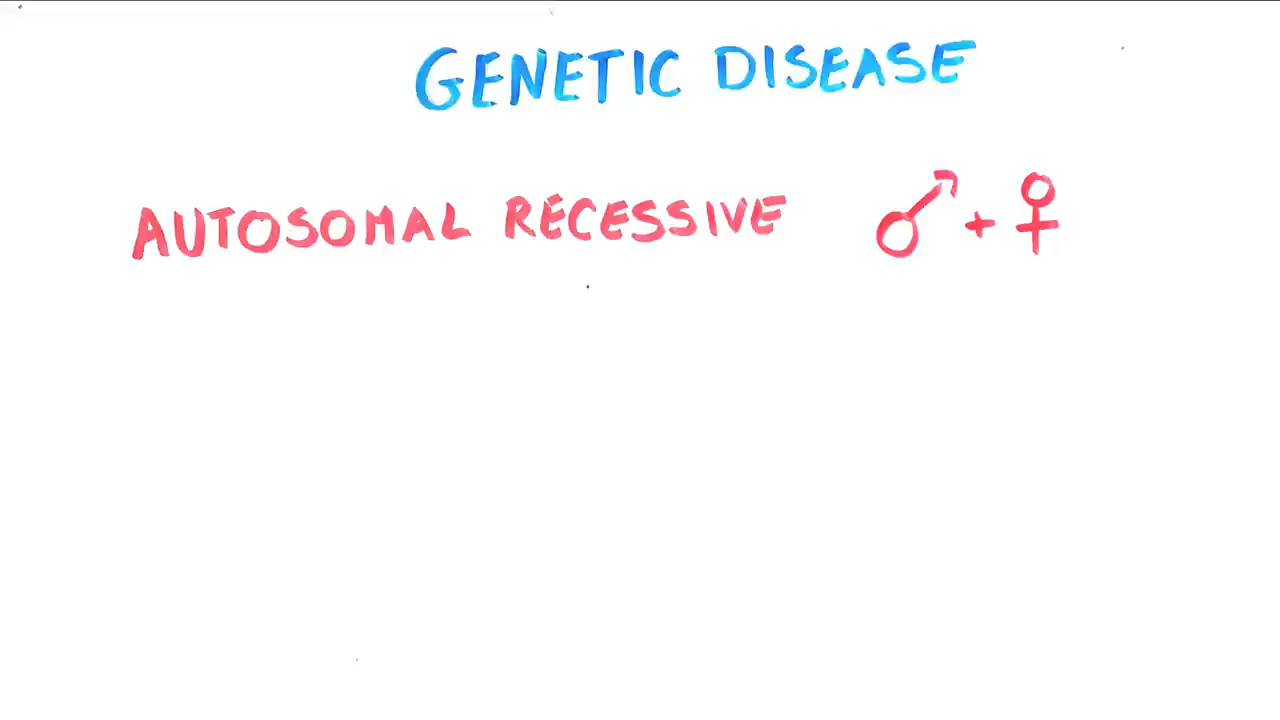 GENETIC DISEASE
AUTOSOMAL RECESSIVE ♂ + ♀